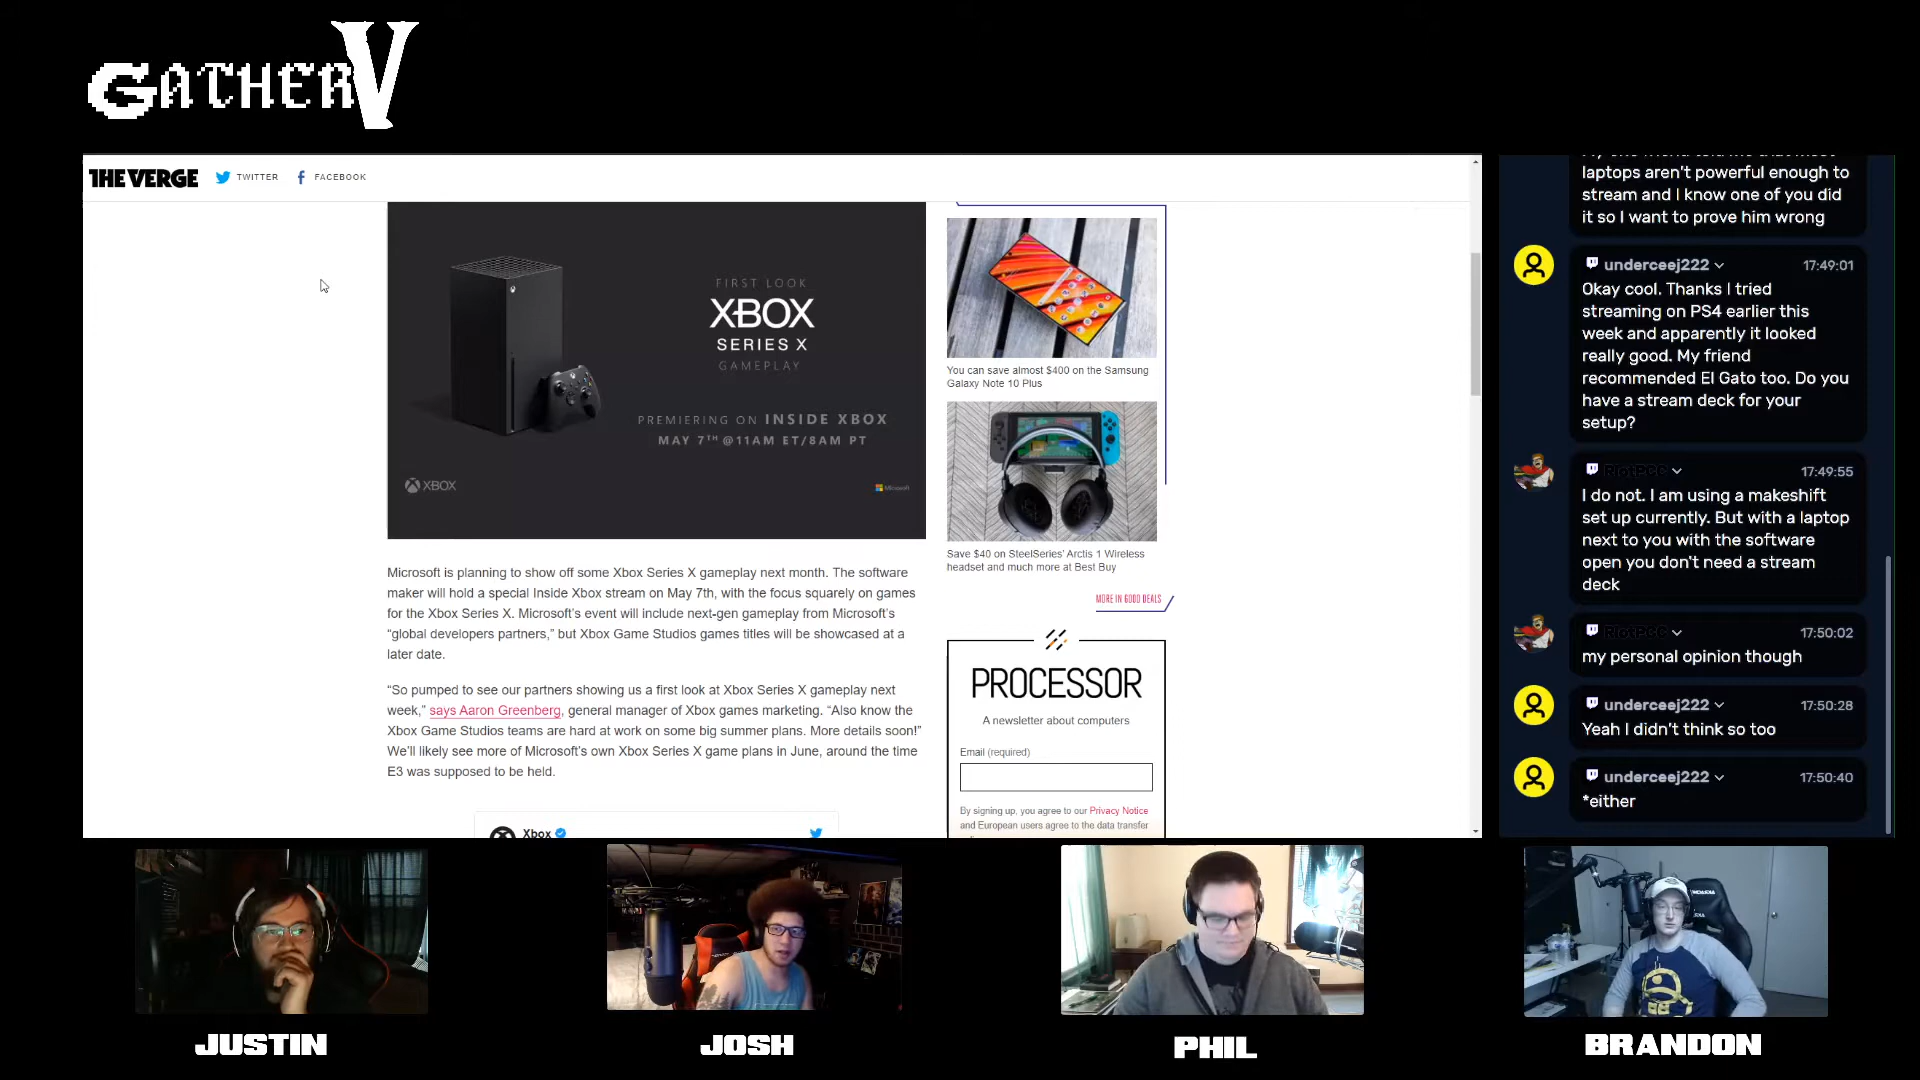 GATHERV
THE VERGE TWITTER FACEBOOK
FIRST LOOK
XBOX
SERIES X
GAMEPLAY
PREMIERING ON INSIDE XBOX
MAY 7TH @11AM ET/8AM PT
XBOX
Microsoft
Microsoft is planning to show off some Xbox Series X gameplay next month. The software
maker will hold a special Inside Xbox stream on May 7th, with the focus squarely on games
for the Xbox Series X. Microsoft's event will include next-gen gameplay from Microsoft's
“global developers partners,” but Xbox Game Studios games titles will be showcased at a
later date.
“So pumped to see our partners showing us a first look at Xbox Series X gameplay next
week,” says Aaron Greenberg, general manager of Xbox games marketing. “Also know the
Xbox Game Studios teams are hard at work on some big summer plans. More details soon!”
We'll likely see more of Microsoft's own Xbox Series X game plans in June, around the time
E3 was supposed to be held.
Xbox
You can save almost $400 on the Samsung
Galaxy Note 10 Plus
Save $40 on SteelSeries' Arctis 1 Wireless
headset and much more at Best Buy
MORE IN GOOD DEALS
PROCESSOR
A newsletter about computers
Email (required)
By signing up, you agree to our Privacy Notice
and European users agree to the data transfer
laptops aren't powerful enough to
stream and I know one of you did
it so I want to prove him wrong
underceej222 17:49:01
Okay cool. Thanks I tried
streaming on PS4 earlier this
week and apparently it looked
really good. My friend
recommended El Gato too. Do you
have a stream deck for your
setup?
RiotPBC 17:49:55
I do not. I am using a makeshift
set up currently. But with a laptop
next to you with the software
open you don't need a stream
deck
RiotPBC 17:50:02
my personal opinion though
underceej222 17:50:28
Yeah I didn't think so too
underceej222 17:50:40
*either
JUSTIN
JOSH
PHIL
BRANDON